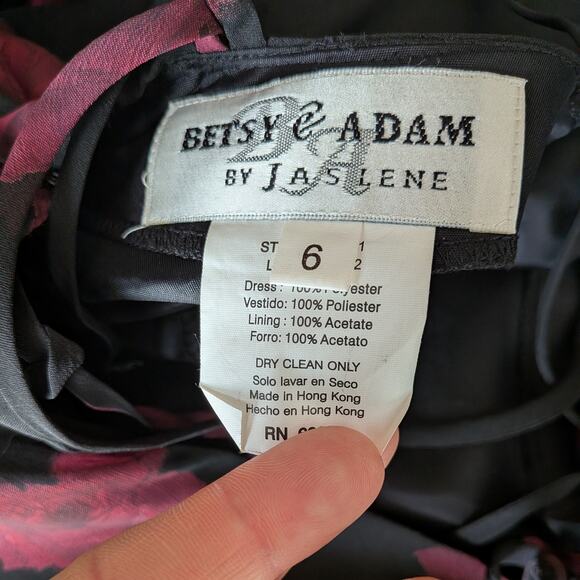 BETSY & ADAM
BY JASLENE
6
ST 1
L 2
Dress: 100% Polyester
Vestido: 100% Poliester
Lining: 100% Acetate
Forro: 100% Acetato
DRY CLEAN ONLY
Solo lavar en Seco
Made in Hong Kong
Hecho en Hong Kong
RN